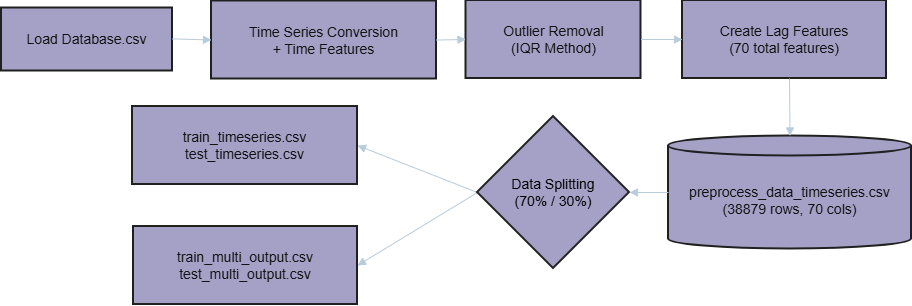 Load Database.csv
Time Series Conversion
+ Time Features
Outlier Removal
(IQR Method)
Create Lag Features
(70 total features)
preprocess_data_timeseries.csv
(38879 rows, 70 cols)
Data Splitting
(70% / 30%)
train_timeseries.csv
test_timeseries.csv
train_multi_output.csv
test_multi_output.csv